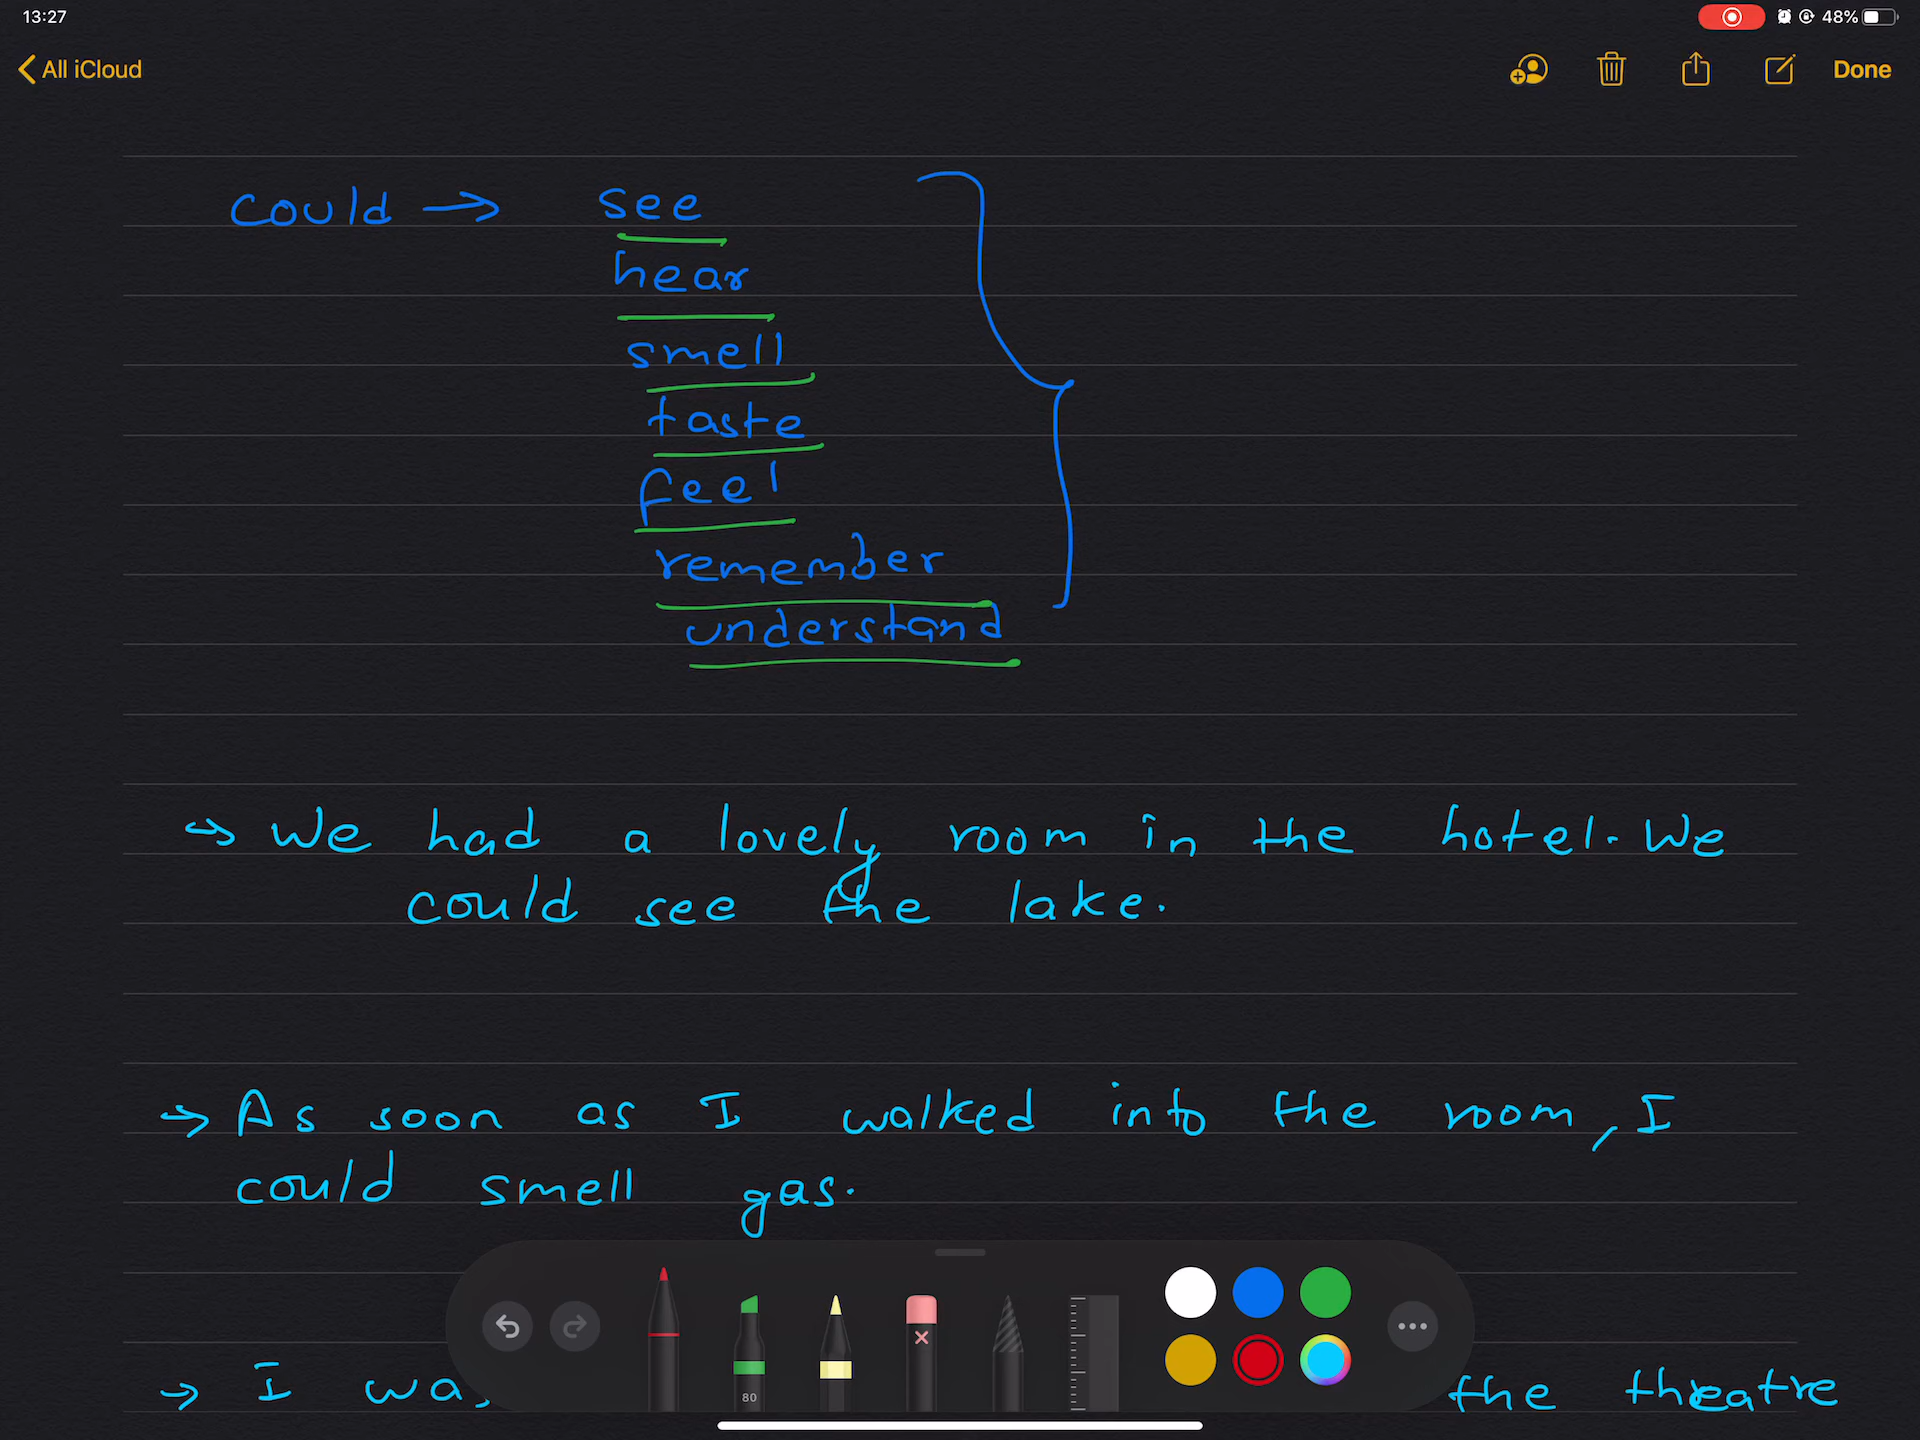 13:27
48%
All iCloud
Done
could → see
hear
smell
taste
feel
remember
understand
→ We had a lovely room in the hotel. We
could see the lake.
→ As soon as I walked into the room, I
could smell gas.
80
→ I the theatre